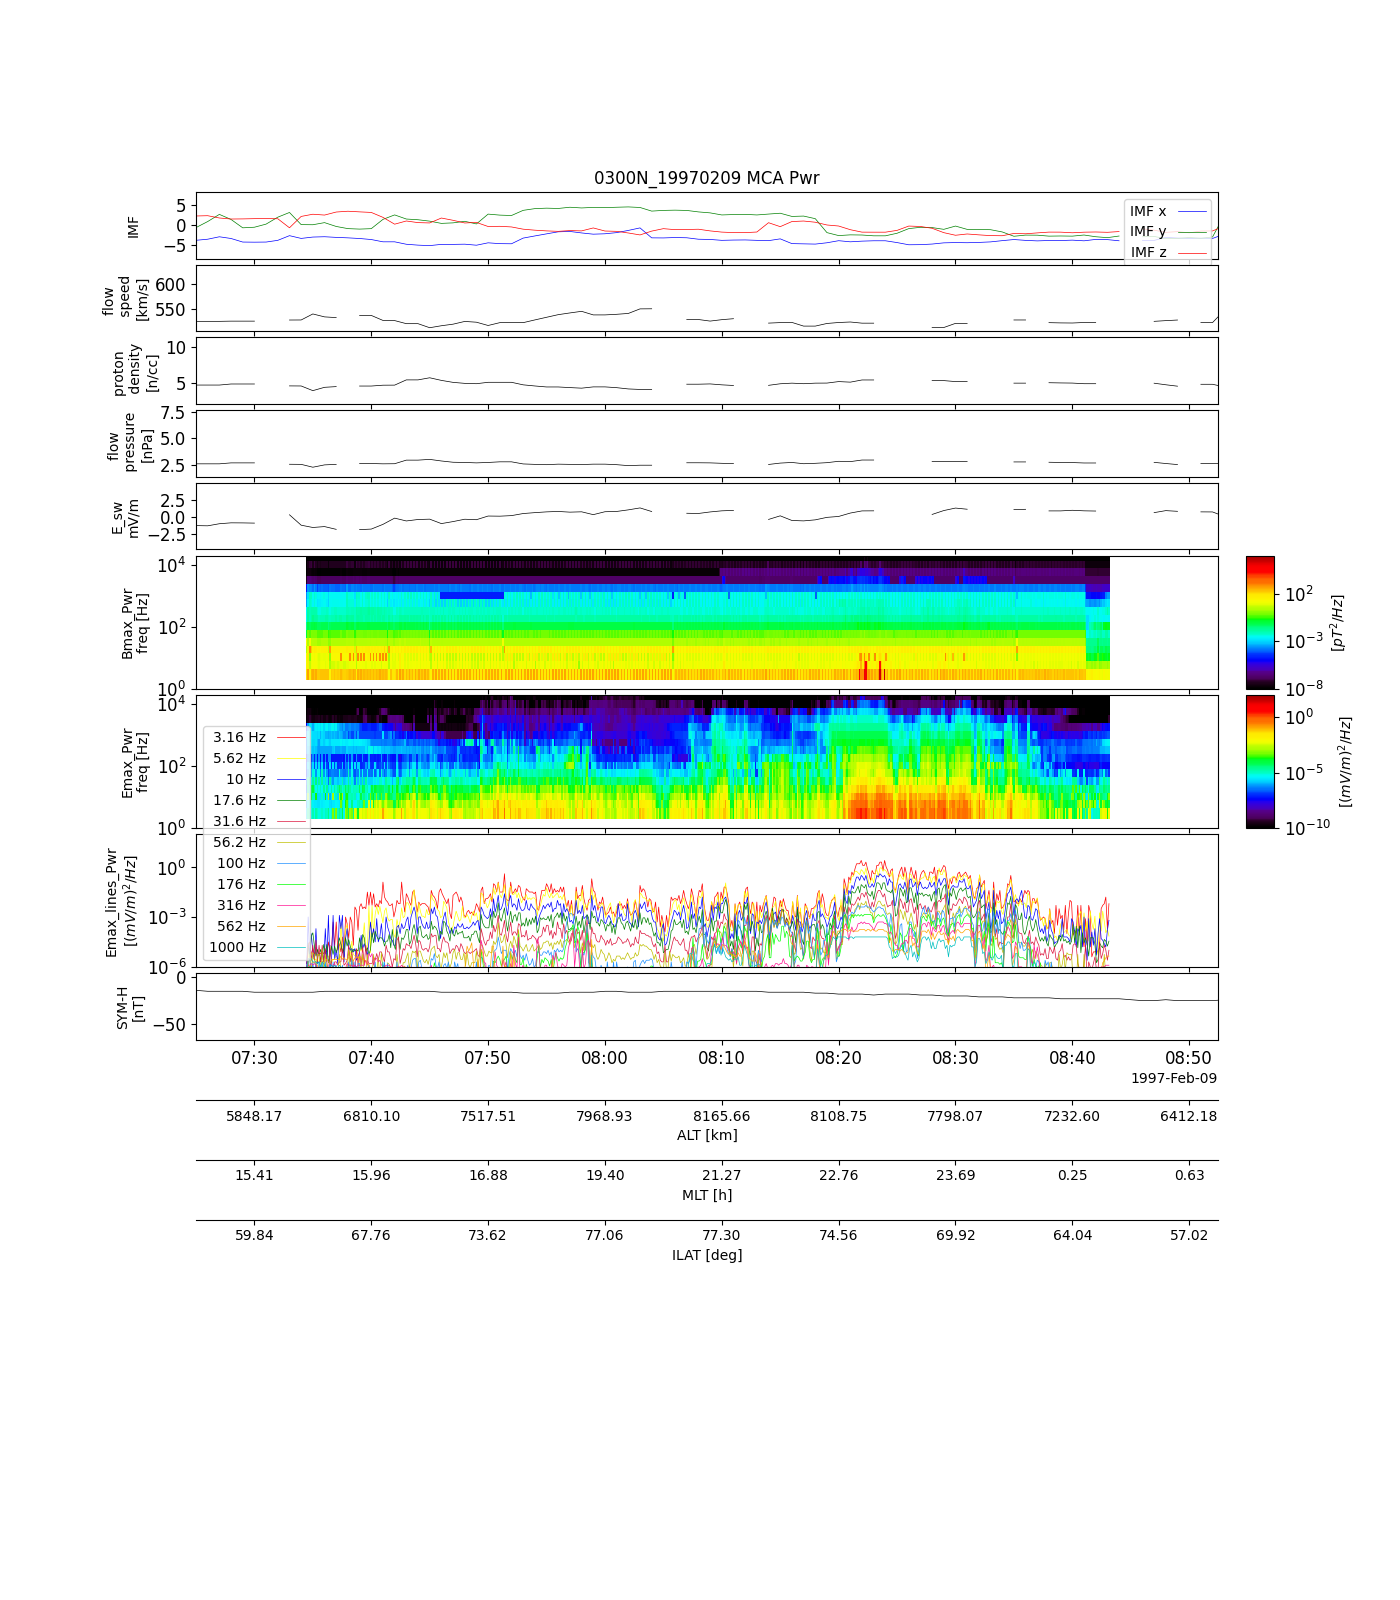 0300N_19970209 MCA Pwr
5
0
−5
IMF
IMF x
IMF y
IMF z
600
550
flow
speed
[km/s]
10
5
proton
density
[n/cc]
7.5
5.0
2.5
flow
pressure
[nPa]
2.5
0.0
−2.5
E_sw
mV/m
10^4
10^2
10^0
Bmax_Pwr
freq [Hz]
10^2
10^−3
10^−8
[pT^2/Hz]
10^4
10^2
10^0
Emax_Pwr
freq [Hz]
10^0
10^−5
10^−10
[(mV/m)^2/Hz]
3.16 Hz
5.62 Hz
10 Hz
17.6 Hz
31.6 Hz
56.2 Hz
100 Hz
176 Hz
316 Hz
562 Hz
1000 Hz
10^0
10^−3
10^−6
Emax_lines_Pwr
[(mV/m)^2/Hz]
0
−50
SYM-H
[nT]
07:30 07:40 07:50 08:00 08:10 08:20 08:30 08:40 08:50
1997-Feb-09
5848.17 6810.10 7517.51 7968.93 8165.66 8108.75 7798.07 7232.60 6412.18
ALT [km]
15.41 15.96 16.88 19.40 21.27 22.76 23.69 0.25 0.63
MLT [h]
59.84 67.76 73.62 77.06 77.30 74.56 69.92 64.04 57.02
ILAT [deg]